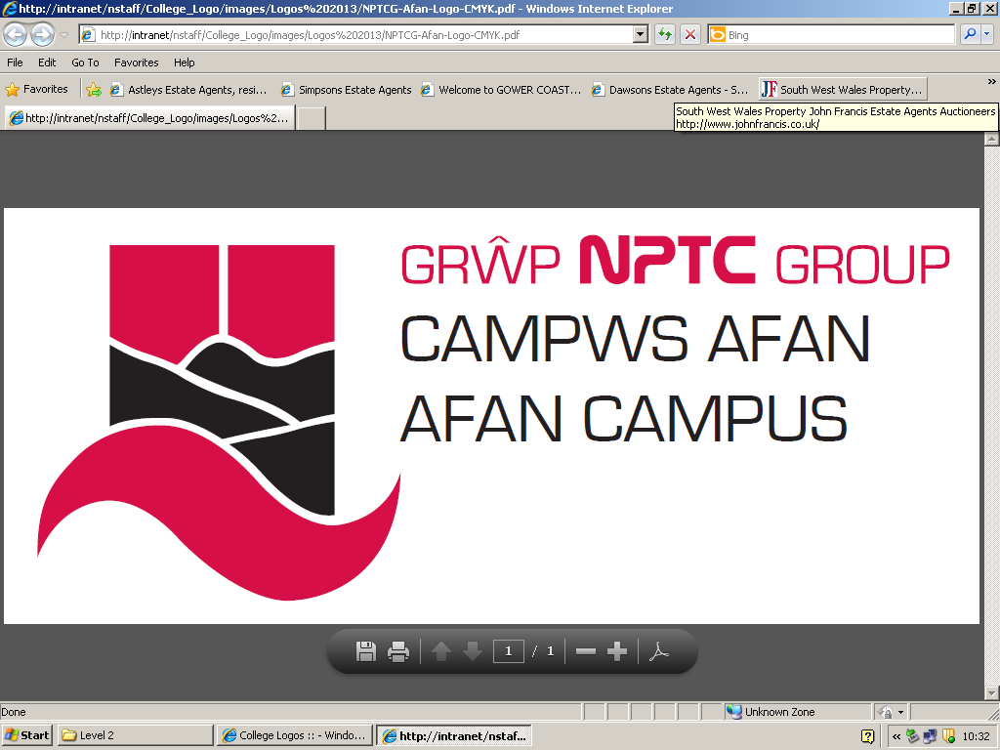 http://intranet/nstaff/College_Logo/images/Logos%202013/NPTCG-Afan-Logo-CMYK.pdf - Windows Internet Explorer
http://intranet/nstaff/College_Logo/images/Logos%202013/NPTCG-Afan-Logo-CMYK.pdf
Bing
File Edit Go To Favorites Help
Favorites Astleys Estate Agents, resi... Simpsons Estate Agents Welcome to GOWER COAST... Dawsons Estate Agents - S... JF South West Wales Property... »
http://intranet/nstaff/College_Logo/images/Logos%2...
South West Wales Property John Francis Estate Agents Auctioneers
http://www.johnfrancis.co.uk/
GRŴP NPTC GROUP
CAMPWS AFAN
AFAN CAMPUS
1 / 1
Done Unknown Zone
Start Level 2 College Logos :: - Windo... http://intranet/nstaf... ? « 10:32